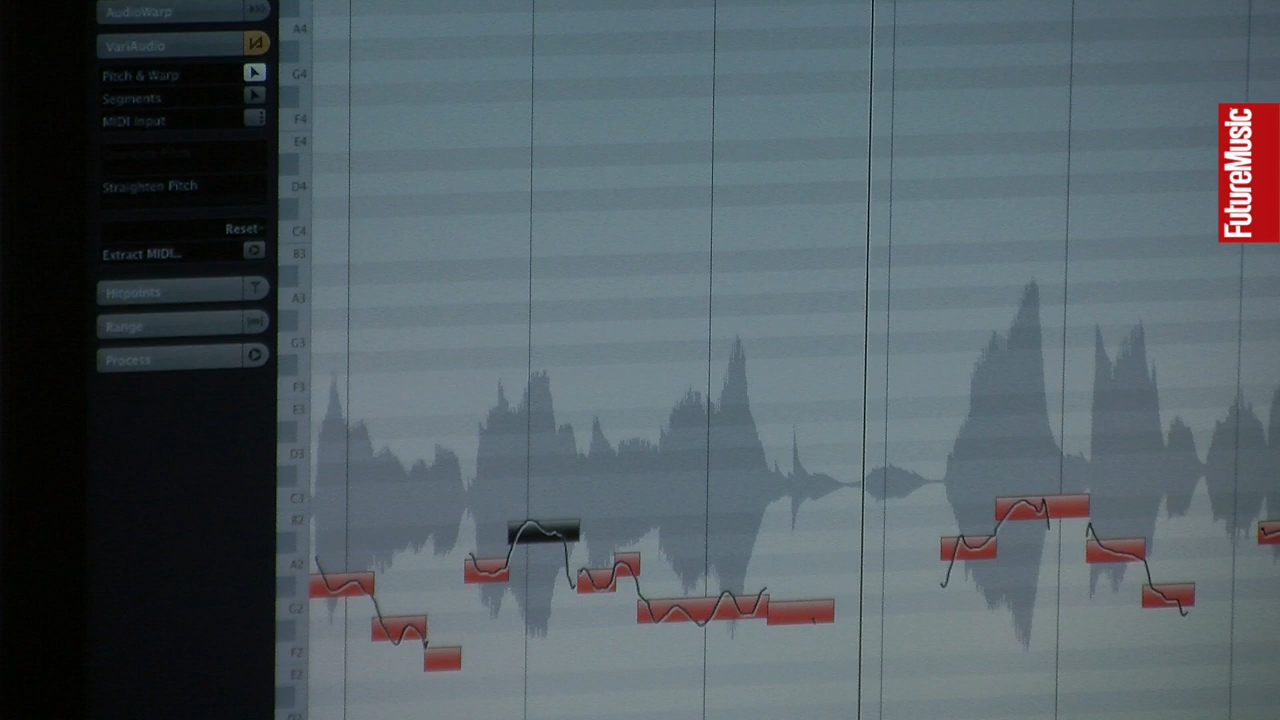 AudioWarp
VariAudio
Pitch & Warp
Segments
MIDI Input
Straighten Pitch
Reset
Extract MIDI...
Hitpoints
Range
Process
A4
G4
F4
E4
D4
C4
B3
A3
G3
F3
E3
D3
C3
B2
A2
G2
F2
E2
FutureMusic